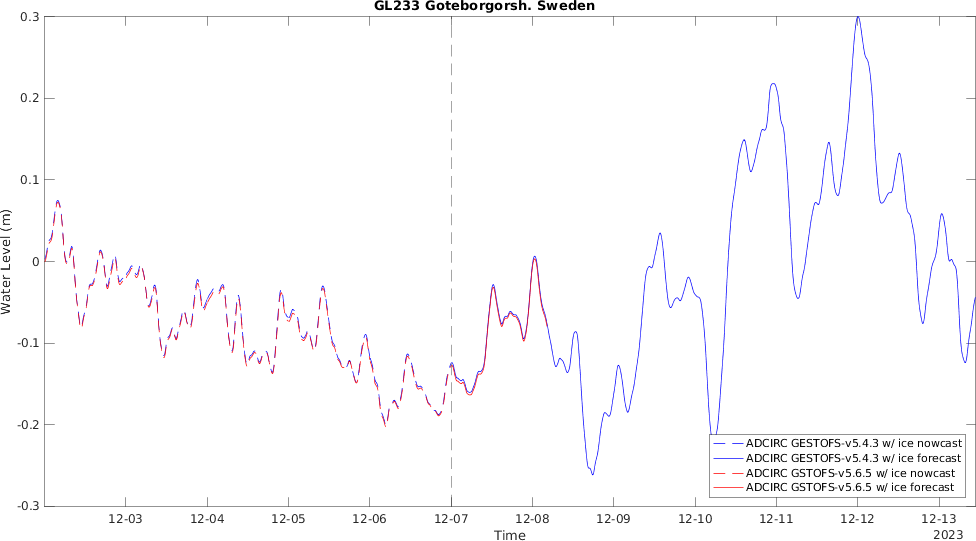 GL233 Goteborgorsh. Sweden
Water Level (m)
0.3
0.2
0.1
0
-0.1
-0.2
-0.3
12-03
12-04
12-05
12-06
12-07
12-08
12-09
12-10
12-11
12-12
12-13
Time
2023
ADCIRC GESTOFS-v5.4.3 w/ ice nowcast
ADCIRC GESTOFS-v5.4.3 w/ ice forecast
ADCIRC GSTOFS-v5.6.5 w/ ice nowcast
ADCIRC GSTOFS-v5.6.5 w/ ice forecast